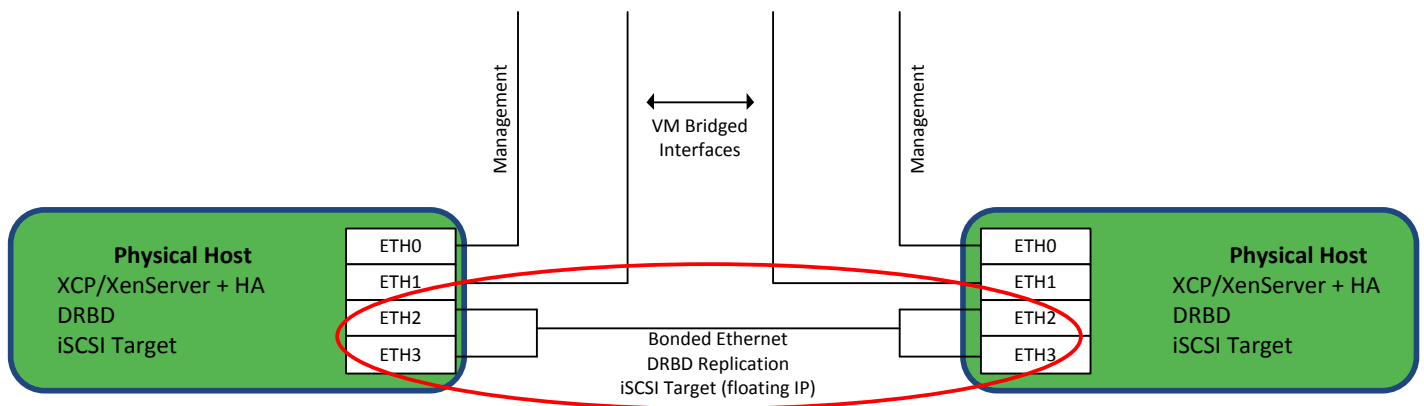 Management
VM Bridged
Interfaces
Management
Physical Host
XCP/XenServer + HA
DRBD
iSCSI Target
ETH0
ETH1
ETH2
ETH3
Bonded Ethernet
DRBD Replication
iSCSI Target (floating IP)
ETH0
ETH1
ETH2
ETH3
Physical Host
XCP/XenServer + HA
DRBD
iSCSI Target